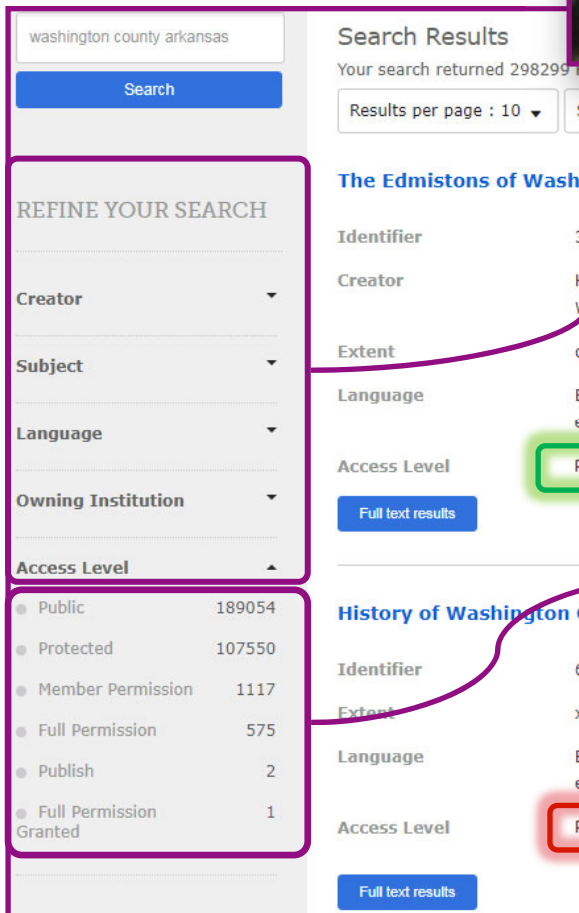 washington county arkansas
Search
REFINE YOUR SEARCH
Creator
Subject
Language
Owning Institution
Access Level
Public 189054
Protected 107550
Member Permission 1117
Full Permission 575
Publish 2
Full Permission Granted 1
Search Results
Your search returned 298299
Results per page : 10
The Edmistons of Wash
Identifier
Creator
Extent
Language
Access Level
Full text results
History of Washington
Identifier
Extent
Language
Access Level
Full text results